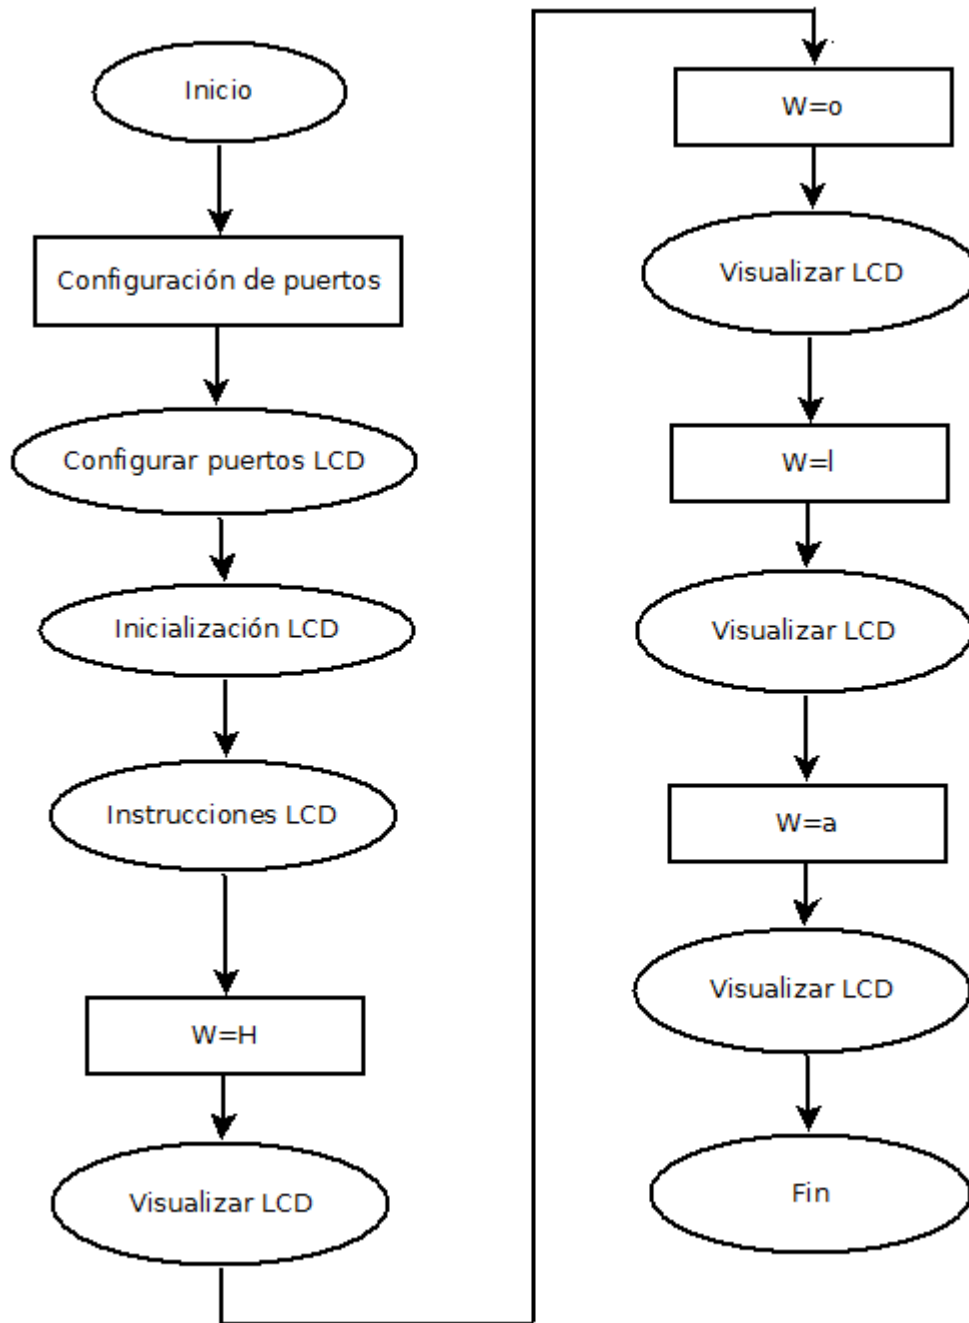 Inicio
Configuración de puertos
Configurar puertos LCD
Inicialización LCD
Instrucciones LCD
W=H
Visualizar LCD
W=o
Visualizar LCD
W=l
Visualizar LCD
W=a
Visualizar LCD
Fin